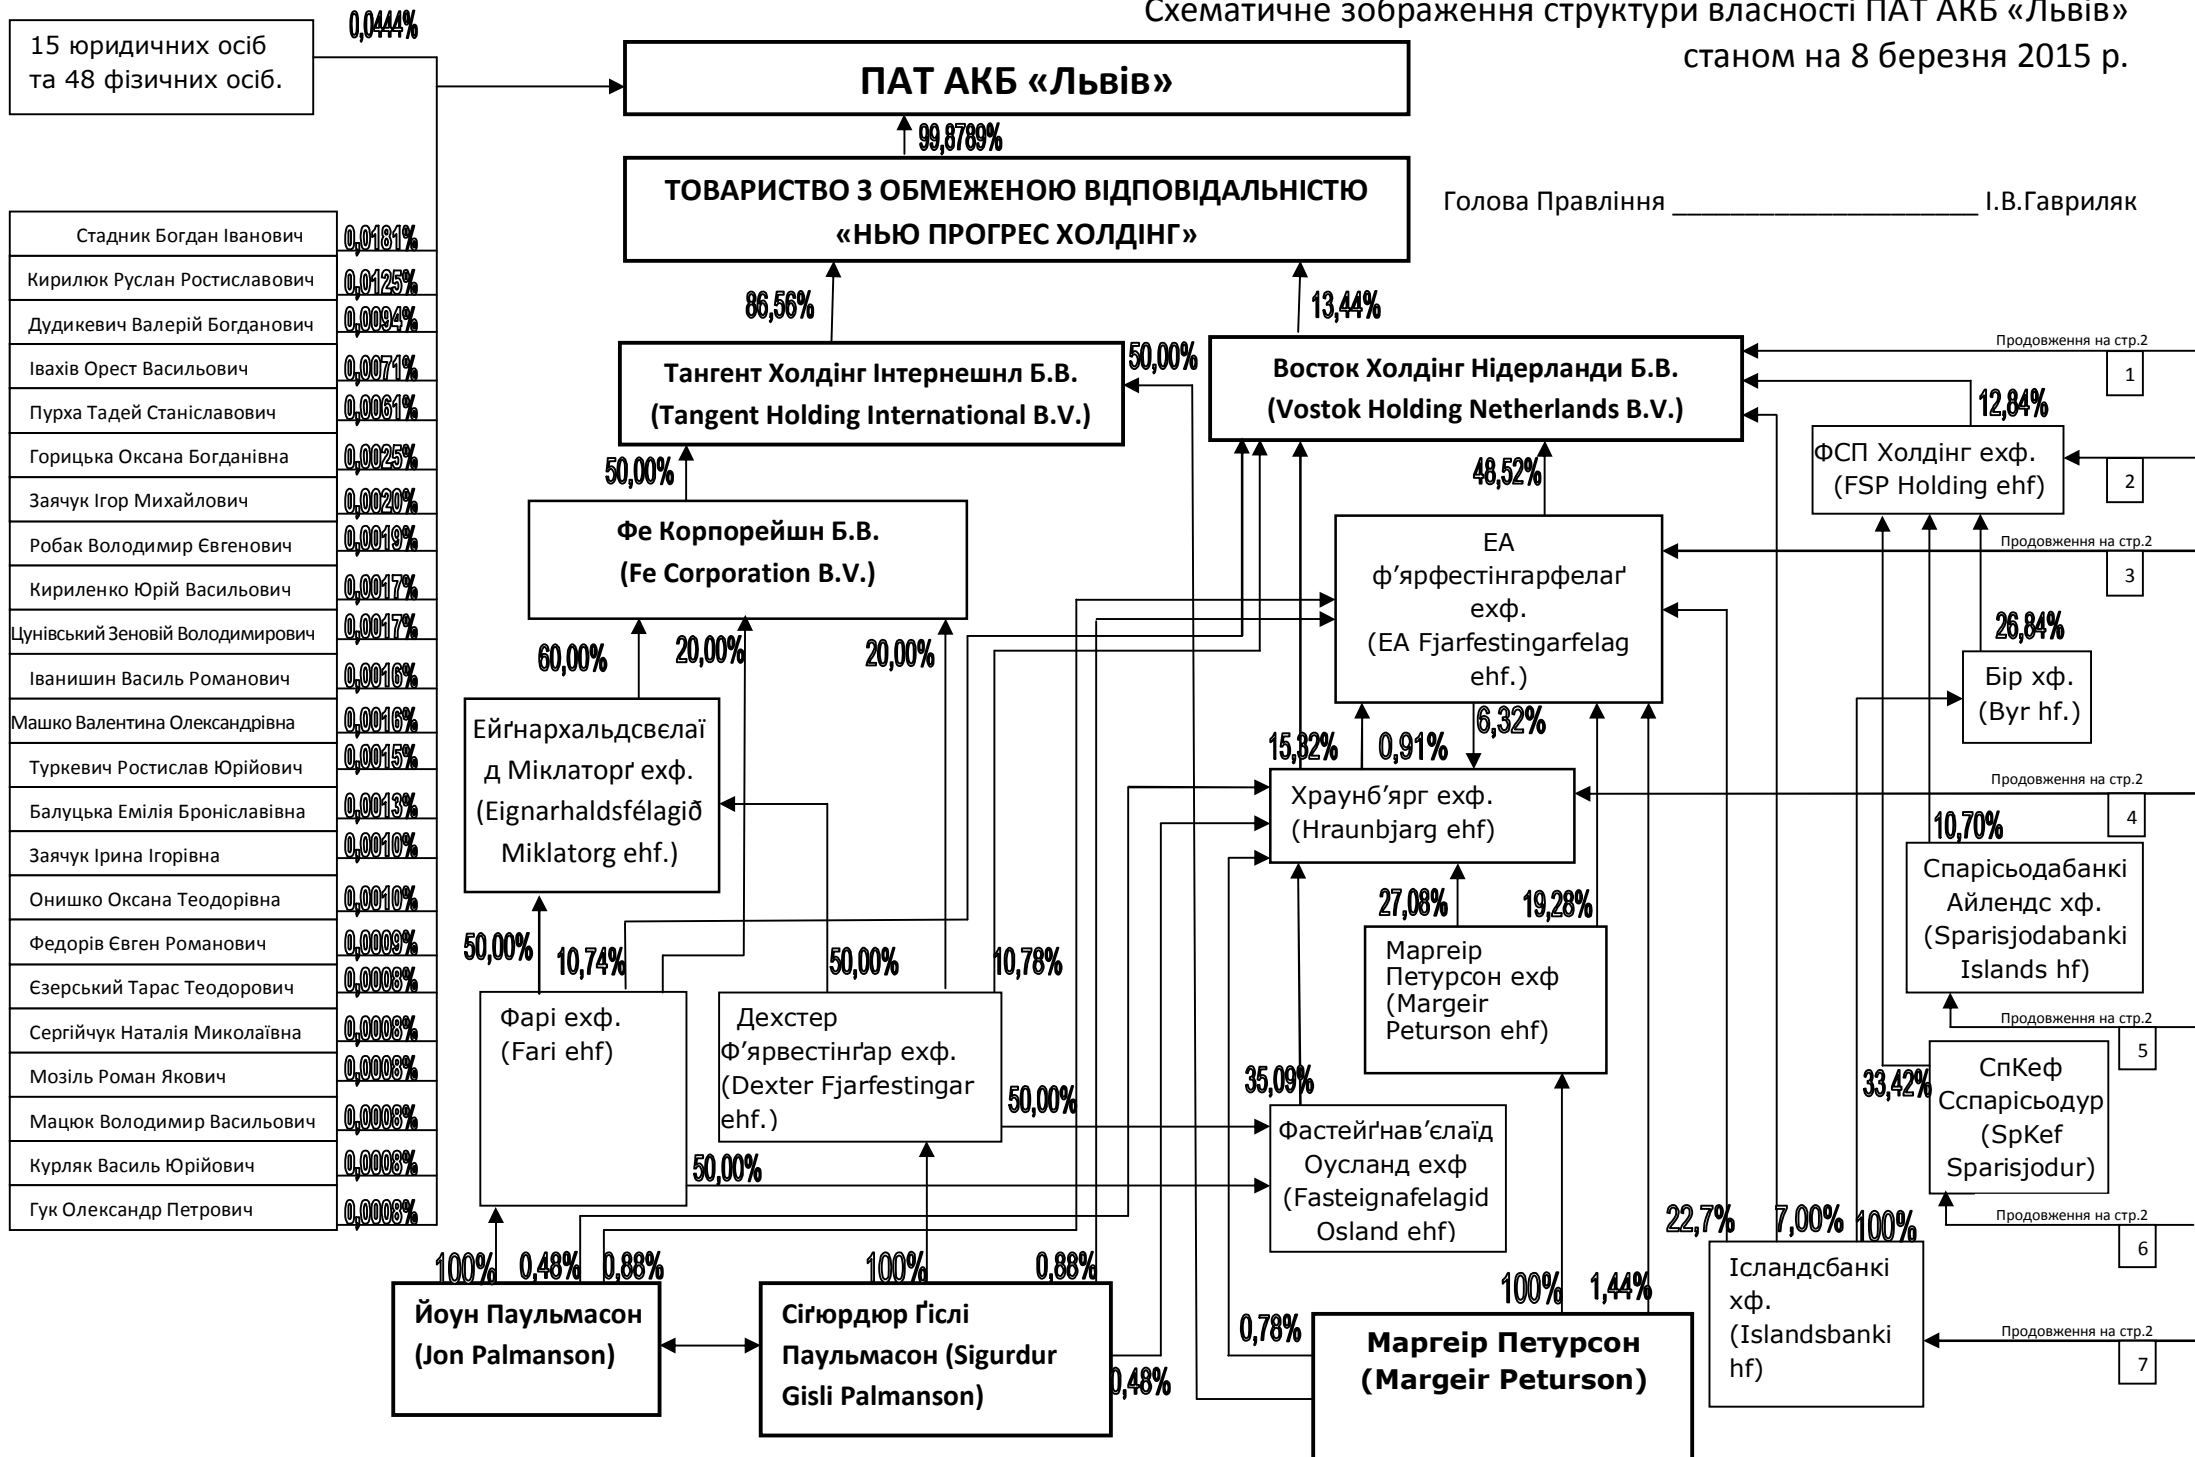 Схематичне зображення структури власності ПАТ АКБ «Львів»
станом на 8 березня 2015 р.
15 юридичних осіб
та 48 фізичних осіб.
0,0444%
ПАТ АКБ «Львів»
99,8789%
ТОВАРИСТВО З ОБМЕЖЕНОЮ ВІДПОВІДАЛЬНІСТЮ
«НЬЮ ПРОГРЕС ХОЛДІНГ»
Голова Правління ______________________ І.В.Гавриляк
Стадник Богдан Іванович 0,0181%
Кирилюк Руслан Ростиславович 0,0125%
Дудикевич Валерій Богданович 0,0094%
Івахів Орест Васильович 0,0071%
Пурха Тадей Станіславович 0,0061%
Горицька Оксана Богданівна 0,0025%
Заячук Ігор Михайлович 0,0020%
Робак Володимир Євгенович 0,0019%
Кириленко Юрій Васильович 0,0017%
Цунівський Зеновій Володимирович 0,0017%
Іванишин Василь Романович 0,0016%
Машко Валентина Олександрівна 0,0016%
Туркевич Ростислав Юрійович 0,0015%
Балуцька Емілія Броніславівна 0,0013%
Заячук Ірина Ігорівна 0,0010%
Онишко Оксана Теодорівна 0,0010%
Федорів Євген Романович 0,0009%
Єзерський Тарас Теодорович 0,0008%
Сергійчук Наталія Миколаївна 0,0008%
Мозіль Роман Якович 0,0008%
Мацюк Володимир Васильович 0,0008%
Курляк Василь Юрійович 0,0008%
Гук Олександр Петрович 0,0008%
86,56%
13,44%
Тангент Холдінг Інтернешнл Б.В.
(Tangent Holding International B.V.)
50,00%
Восток Холдінг Нідерланди Б.В.
(Vostok Holding Netherlands B.V.)
Продовження на стр.2
1
12,84%
50,00%
48,52%
ФСП Холдінг ехф.
(FSP Holding ehf)
2
Фе Корпорейшн Б.В.
(Fe Corporation B.V.)
ЕА
ф’ярфестінгарфелаґ
ехф.
(EA Fjarfestingarfelag
ehf.)
Продовження на стр.2
3
60,00%
20,00%
20,00%
26,84%
Бір хф.
(Byr hf.)
Ейґнархальдсвєлаї
д Міклаторґ ехф.
(Eignarhaldsfélagið
Miklatorg ehf.)
15,32%
0,91%
6,32%
Храунб’ярг ехф.
(Hraunbjarg ehf)
Продовження на стр.2
4
10,70%
Спарісьодабанкі
Айлендс хф.
(Sparisjodabanki
Islands hf)
50,00%
10,74%
50,00%
10,78%
27,08%
19,28%
Маргеір
Петурсон ехф
(Margeir
Peturson ehf)
Фарі ехф.
(Fari ehf)
Дехстер
Ф’ярвестінґар ехф.
(Dexter Fjarfestingar
ehf.)
Продовження на стр.2
5
50,00%
35,09%
33,42%
СпКеф
Сспарісьодур
(SpKef
Sparisjodur)
Фастейґнав’єлаїд
Оусланд ехф
(Fasteignafelagid
Osland ehf)
50,00%
Продовження на стр.2
6
22,7%
7,00%
100%
Ісландсбанкі
хф.
(Islandsbanki
hf)
Продовження на стр.2
7
100%
0,48%
0,88%
100%
0,88%
100%
1,44%
Йоун Паульмасон
(Jon Palmanson)
Сіґюрдюр Ґіслі
Паульмасон (Sigurdur
Gisli Palmanson)
0,48%
0,78%
Маргеір Петурсон
(Margeir Peturson)